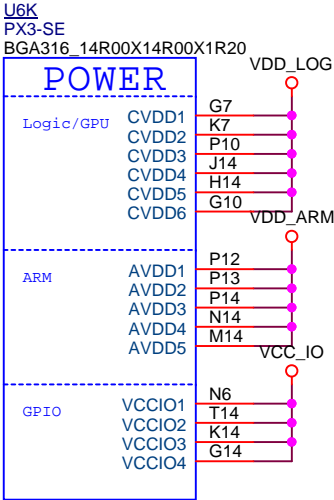 U6K
PX3-SE
BGA316_14R00X14R00X1R20
VDD_LOG
POWER
Logic/GPU
CVDD1 G7
CVDD2 K7
CVDD3 P10
CVDD4 J14
CVDD5 H14
CVDD6 G10
VDD_ARM
ARM
AVDD1 P12
AVDD2 P13
AVDD3 P14
AVDD4 N14
AVDD5 M14
VCC_IO
GPIO
VCCIO1 N6
VCCIO2 T14
VCCIO3 K14
VCCIO4 G14